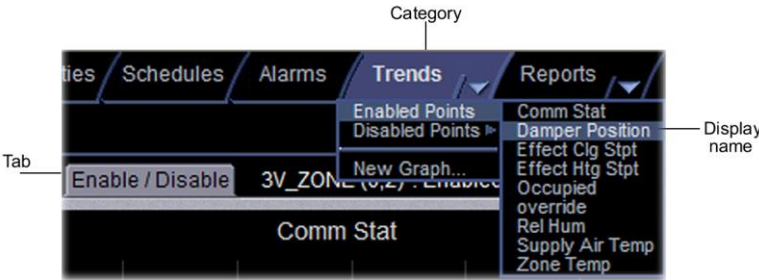 Category
ties Schedules Alarms Trends Reports
Enabled Points Comm Stat
Disabled Points Damper Position Display name
Effect Clg Stpt
Tab New Graph... Effect Htg Stpt
Enable / Disable 3V_ZONE (0,2) : Enabled Occupied
override
Rel Hum
Comm Stat Supply Air Temp
Zone Temp